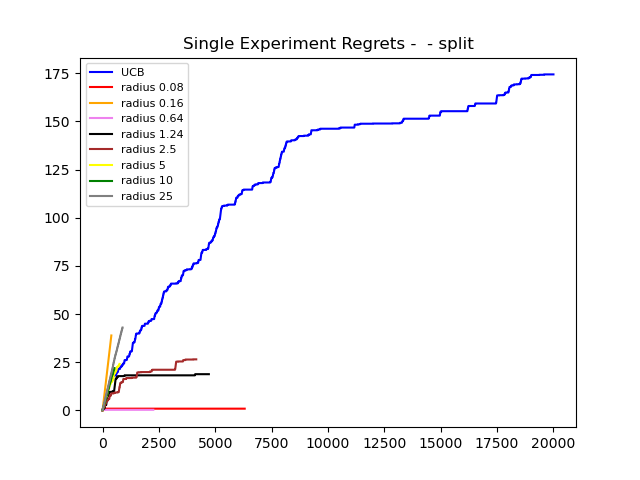 Single Experiment Regrets -  - split
UCB
radius 0.08
radius 0.16
radius 0.64
radius 1.24
radius 2.5
radius 5
radius 10
radius 25
175
150
125
100
75
50
25
0
0 2500 5000 7500 10000 12500 15000 17500 20000